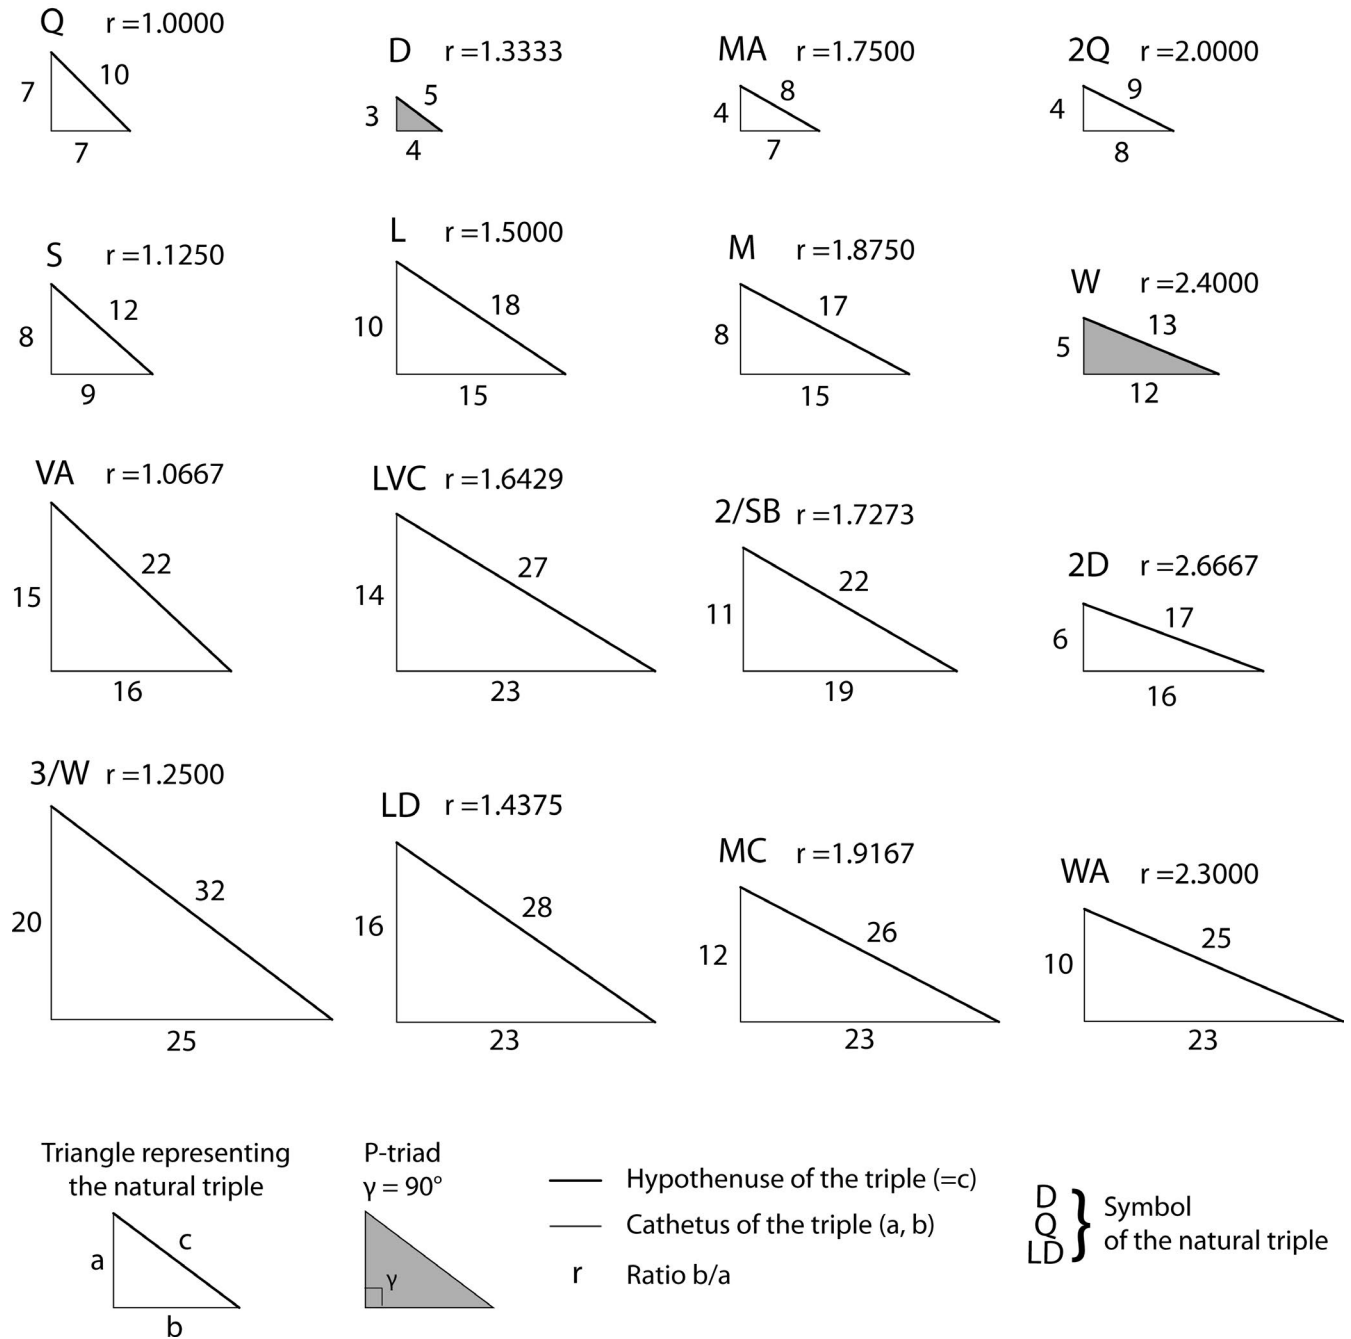 Q r =1.0000
7
10
7
D r =1.3333
3
5
4
MA r =1.7500
4
8
7
2Q r =2.0000
4
9
8
S r =1.1250
8
12
9
L r =1.5000
10
18
15
M r =1.8750
8
17
15
W r =2.4000
5
13
12
VA r =1.0667
15
22
16
LVC r =1.6429
14
27
23
2/SB r =1.7273
11
22
19
2D r =2.6667
6
17
16
3/W r =1.2500
20
32
25
LD r =1.4375
16
28
23
MC r =1.9167
12
26
23
WA r =2.3000
10
25
23
Triangle representing
the natural triple
a
c
b
P-triad
γ = 90°
γ
Hypothenuse of the triple (=c)
Cathetus of the triple (a, b)
r Ratio b/a
D
Q
LD
} Symbol
of the natural triple